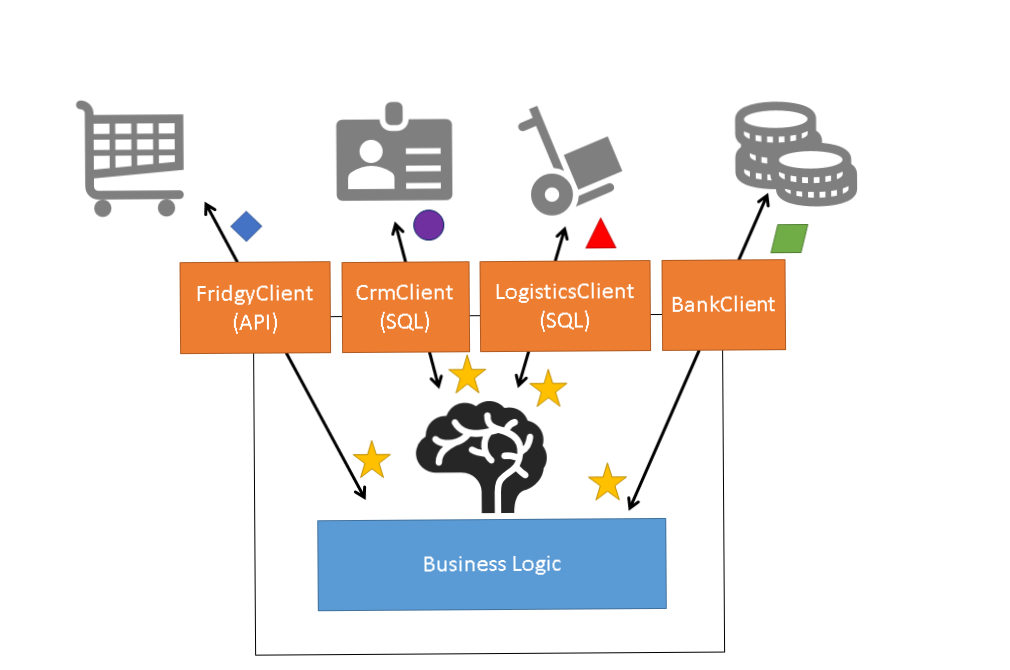 FridgyClient
(API)
CrmClient
(SQL)
LogisticsClient
(SQL)
BankClient
Business Logic